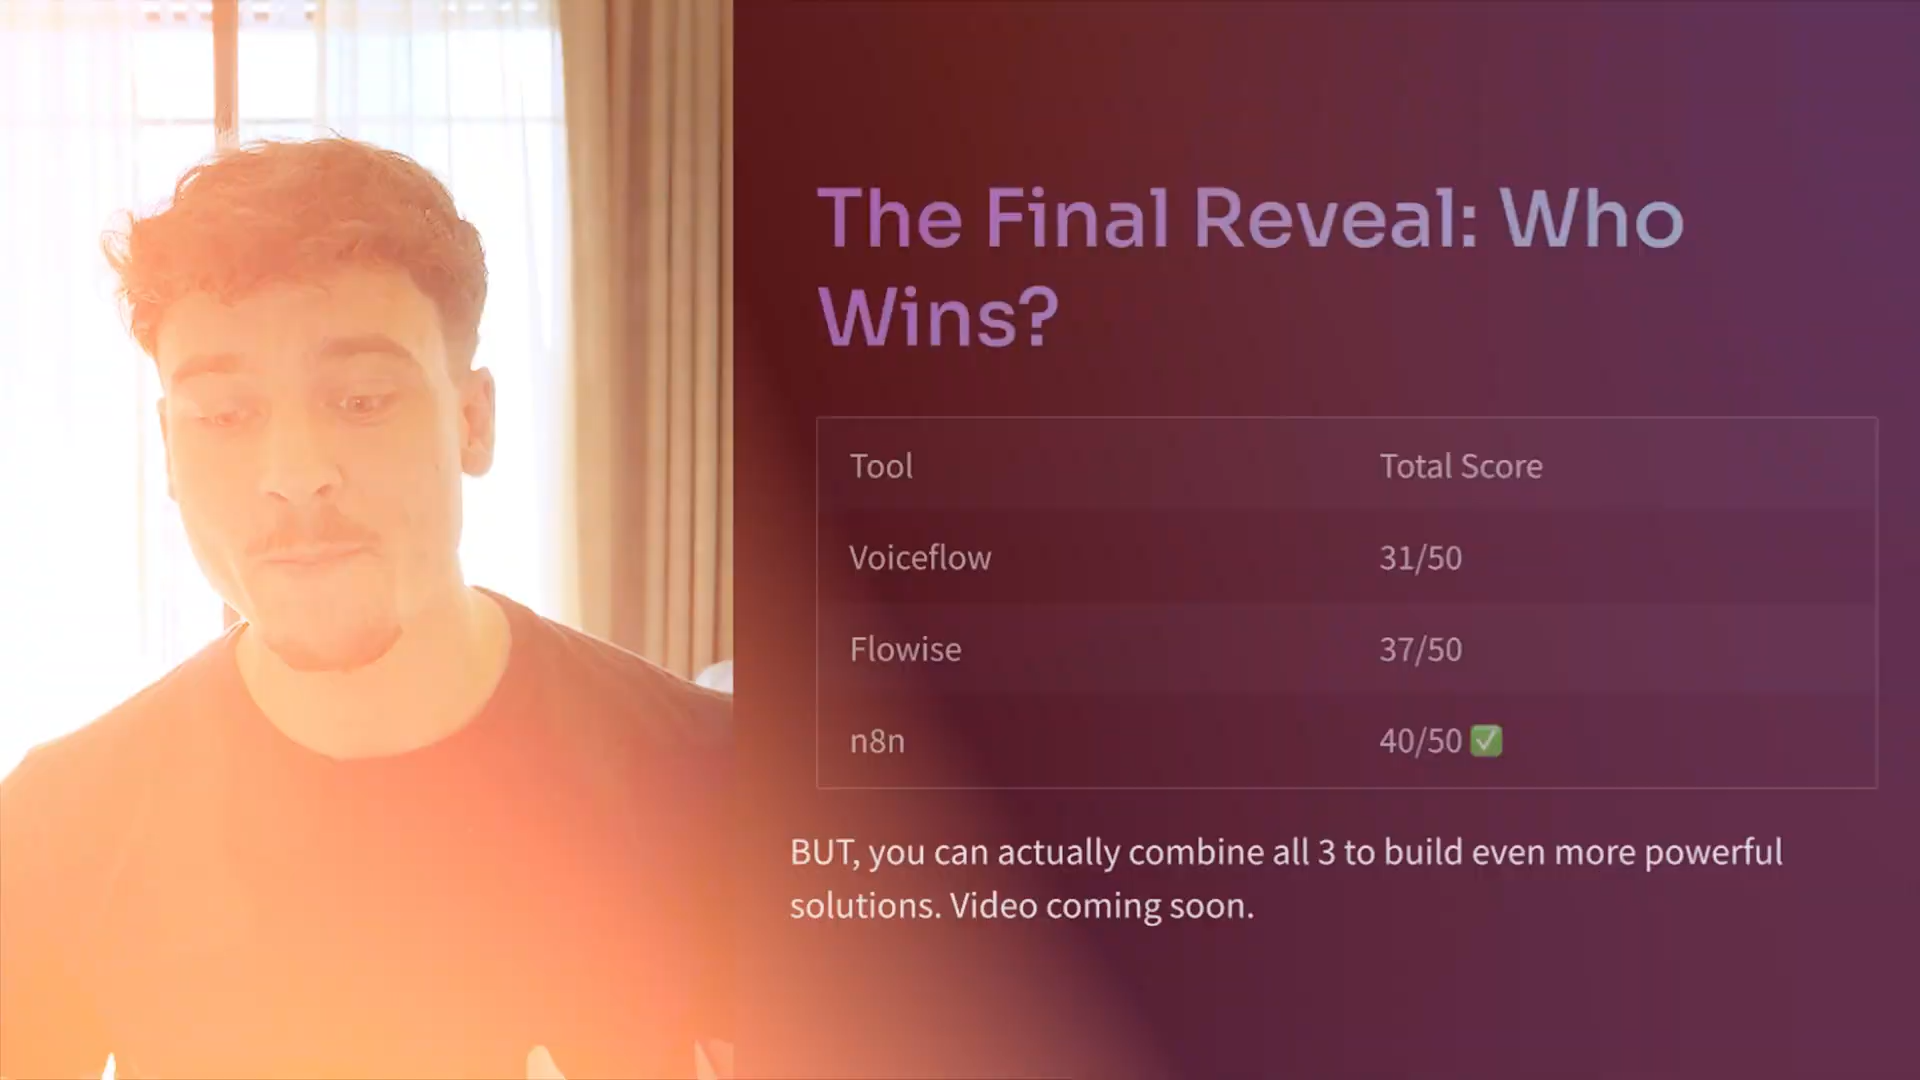 The Final Reveal: Who
Wins?
Tool Total Score
Voiceflow 31/50
Flowise 37/50
n8n 40/50 ✅
BUT, you can actually combine all 3 to build even more powerful
solutions. Video coming soon.